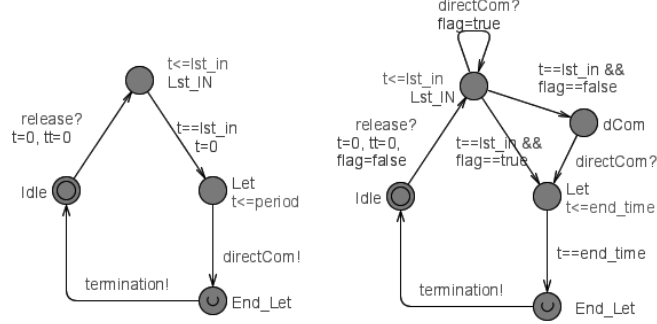 t<=lst_in
Lst_IN
release?
t=0, tt=0
t==lst_in
t=0
Idle
Let
t<=period
directCom!
termination!
End_Let
directCom?
flag=true
t<=lst_in
Lst_IN
t==lst_in &&
flag==false
release?
t=0, tt=0,
flag=false
t==lst_in &&
flag==true
dCom
directCom?
Idle
Let
t<=end_time
t==end_time
termination!
End_Let